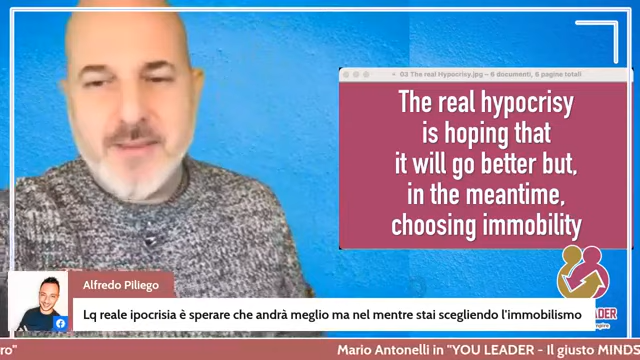 03 The real Hypocrisy.jpg – 6 documenti, 6 pagine totali
The real hypocrisy
is hoping that
it will go better but,
in the meantime,
choosing immobility
Alfredo Piliego
Lq reale ipocrisia è sperare che andrà meglio ma nel mentre stai scegliendo l'immobilismo
ro"
Mario Antonelli in "YOU LEADER - Il giusto MINDS